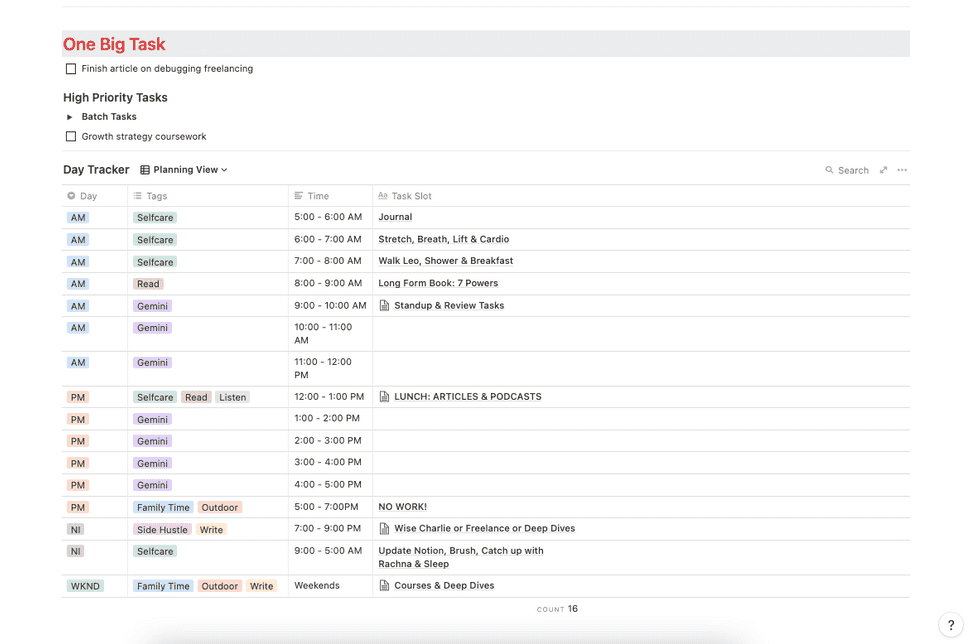 One Big Task
Finish article on debugging freelancing
High Priority Tasks
Batch Tasks
Growth strategy coursework
Day Tracker Planning View Search
Day Tags Time Aa Task Slot
AM Selfcare 5:00 - 6:00 AM Journal
AM Selfcare 6:00 - 7:00 AM Stretch, Breath, Lift & Cardio
AM Selfcare 7:00 - 8:00 AM Walk Leo, Shower & Breakfast
AM Read 8:00 - 9:00 AM Long Form Book: 7 Powers
AM Gemini 9:00 - 10:00 AM Standup & Review Tasks
AM Gemini 10:00 - 11:00
AM
AM Gemini 11:00 - 12:00
PM
PM Selfcare Read Listen 12:00 - 1:00 PM LUNCH: ARTICLES & PODCASTS
PM Gemini 1:00 - 2:00 PM
PM Gemini 2:00 - 3:00 PM
PM Gemini 3:00 - 4:00 PM
PM Gemini 4:00 - 5:00 PM
PM Family Time Outdoor 5:00 - 7:00PM NO WORK!
NI Side Hustle Write 7:00 - 9:00 PM Wise Charlie or Freelance or Deep Dives
NI Selfcare 9:00 - 5:00 AM Update Notion, Brush, Catch up with
Rachna & Sleep
WKND Family Time Outdoor Write Weekends Courses & Deep Dives
COUNT 16
?